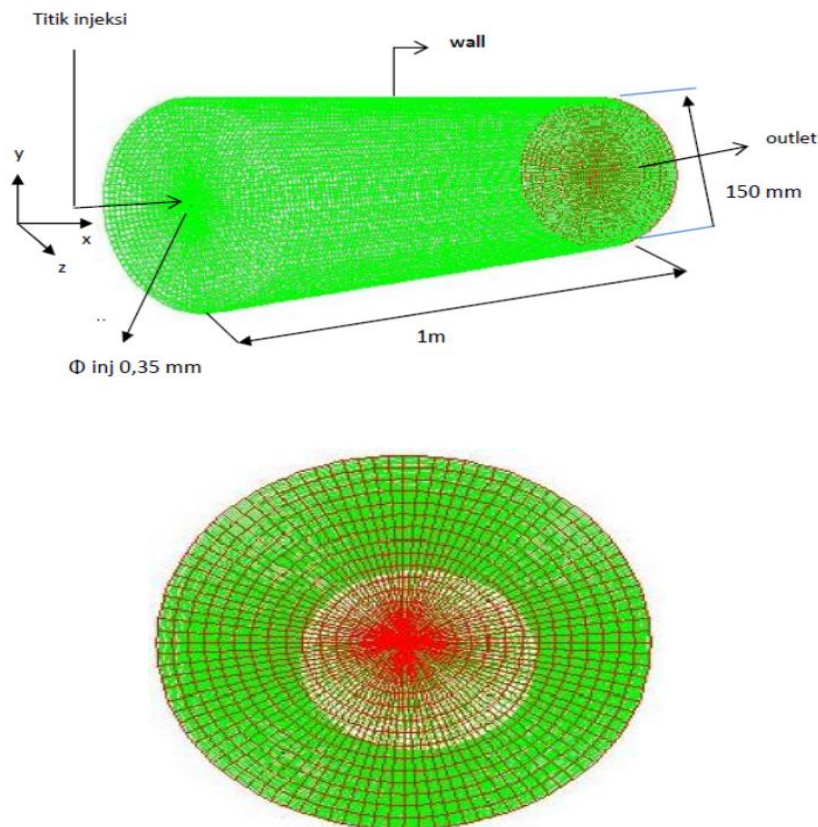 Titik injeksi
wall
outlet
y
150 mm
x
z
..
1m
Φ inj 0,35 mm